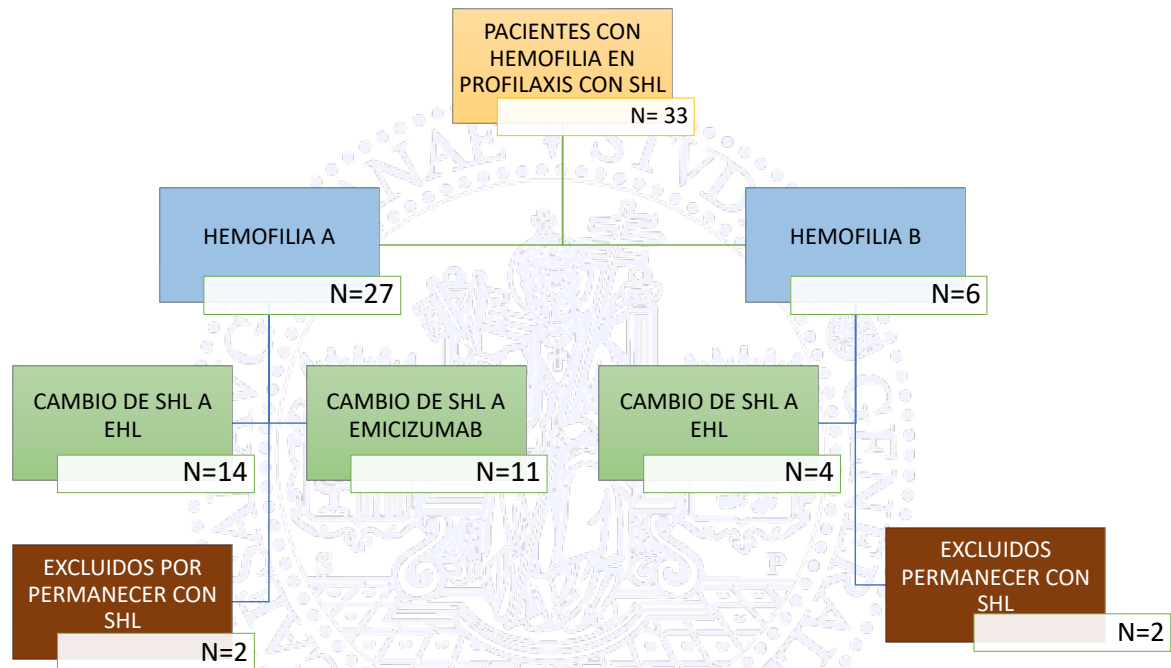 PACIENTES CON
HEMOFILIA EN
PROFILAXIS CON SHL
N= 33
HEMOFILIA A
N=27
HEMOFILIA B
N=6
CAMBIO DE SHL A
EHL
N=14
CAMBIO DE SHL A
EMICIZUMAB
N=11
CAMBIO DE SHL A
EHL
N=4
EXCLUIDOS POR
PERMANECER CON
SHL
N=2
EXCLUIDOS
PERMANECER CON
SHL
N=2